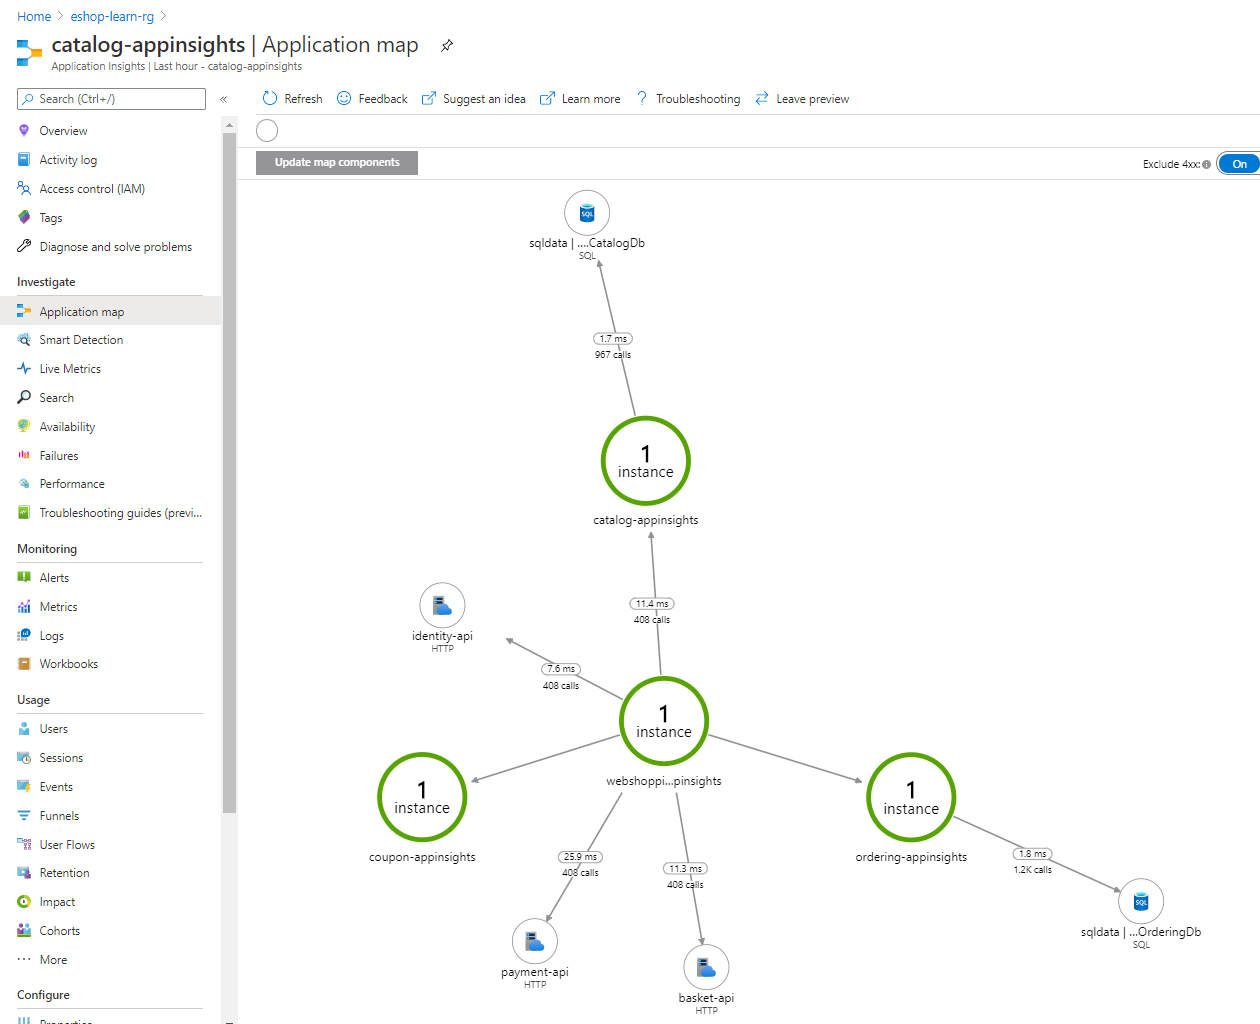 Home > eshop-learn-rg >
catalog-appinsights | Application map
Application Insights | Last hour - catalog-appinsights
Search (Ctrl+/)
«
Refresh
Feedback
Suggest an idea
Learn more
? Troubleshooting
Leave preview
Overview
Activity log
Access control (IAM)
Tags
Diagnose and solve problems
Investigate
Application map
Smart Detection
Live Metrics
Search
Availability
Failures
Performance
Troubleshooting guides (previ...
Monitoring
Alerts
Metrics
Logs
Workbooks
Usage
Users
Sessions
Events
Funnels
User Flows
Retention
Impact
Cohorts
More
Configure
Properties
Update map components
Exclude 4xx:
On
SQL
sqldata | ....CatalogDb
SQL
1.7 ms
967 calls
1
instance
catalog-appinsights
11.4 ms
408 calls
identity-api
HTTP
7.6 ms
408 calls
1
instance
webshoppi...pinsights
1
instance
coupon-appinsights
1
instance
ordering-appinsights
25.9 ms
408 calls
11.3 ms
408 calls
1.8 ms
1.2K calls
SQL
sqldata | ...OrderingDb
SQL
payment-api
HTTP
basket-api
HTTP